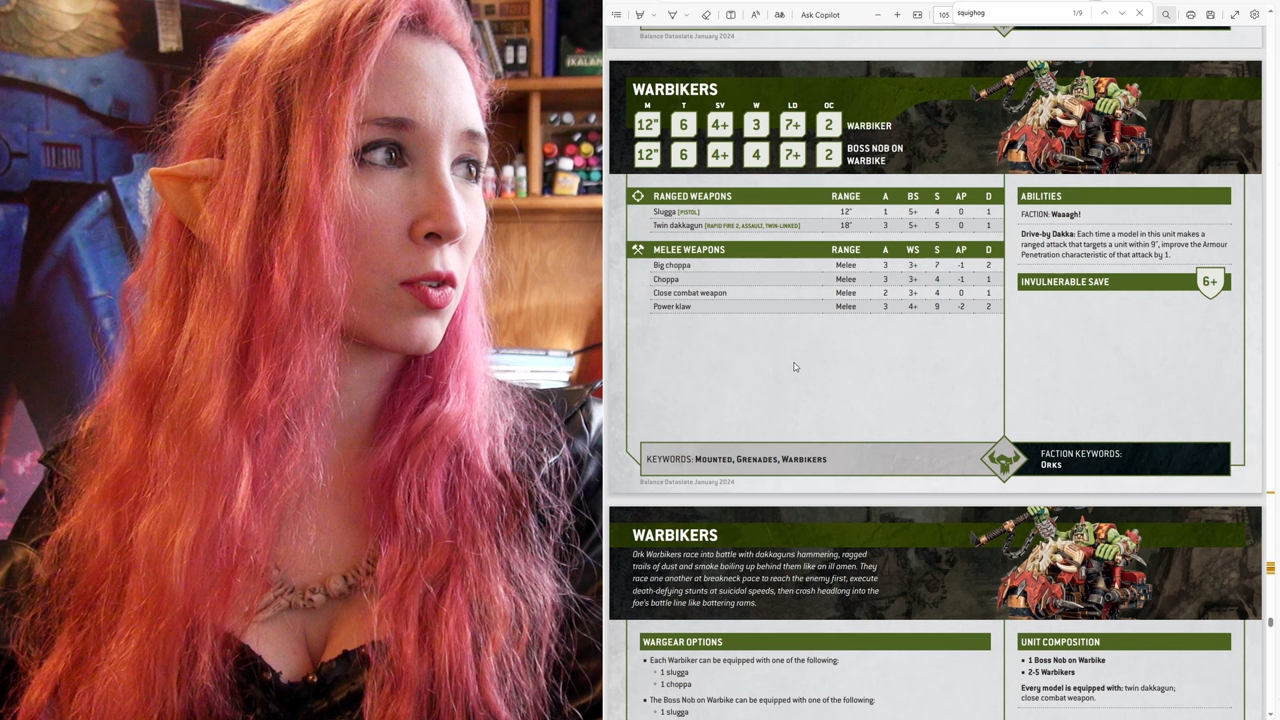 Ask Copilot
105
squighog
1/9
Balance Dataslate January 2024
WARBIKERS
M T SV W LD OC
12" 6 4+ 3 7+ 2 WARBIKER
12" 6 4+ 4 7+ 2 BOSS NOB ON
WARBIKE
RANGED WEAPONS RANGE A BS S AP D
Slugga [PISTOL] 12" 1 5+ 4 0 1
Twin dakkagun [RAPID FIRE 2, ASSAULT, TWIN-LINKED] 18" 3 5+ 5 0 1
MELEE WEAPONS RANGE A WS S AP D
Big choppa Melee 3 3+ 7 -1 2
Choppa Melee 3 3+ 4 -1 1
Close combat weapon Melee 2 3+ 4 0 1
Power klaw Melee 3 4+ 9 -2 2
ABILITIES
FACTION: Waaagh!
Drive-by Dakka: Each time a model in this unit makes a
ranged attack that targets a unit within 9", improve the Armour
Penetration characteristic of that attack by 1.
INVULNERABLE SAVE 6+
KEYWORDS: MOUNTED, GRENADES, WARBIKERS
FACTION KEYWORDS:
ORKS
Balance Dataslate January 2024
WARBIKERS
Ork Warbikers race into battle with dakkaguns hammering, ragged
trails of dust and smoke boiling up behind them like an ill omen. They
race one another at breakneck pace to reach the enemy first, execute
death-defying stunts at suicidal speeds, then crash headlong into the
foe's battle line like battering rams.
WARGEAR OPTIONS
▪ Each Warbiker can be equipped with one of the following:
◦ 1 slugga
◦ 1 choppa
▪ The Boss Nob on Warbike can be equipped with one of the following:
◦ 1 slugga
UNIT COMPOSITION
▪ 1 Boss Nob on Warbike
▪ 2-5 Warbikers
Every model is equipped with: twin dakkagun;
close combat weapon.